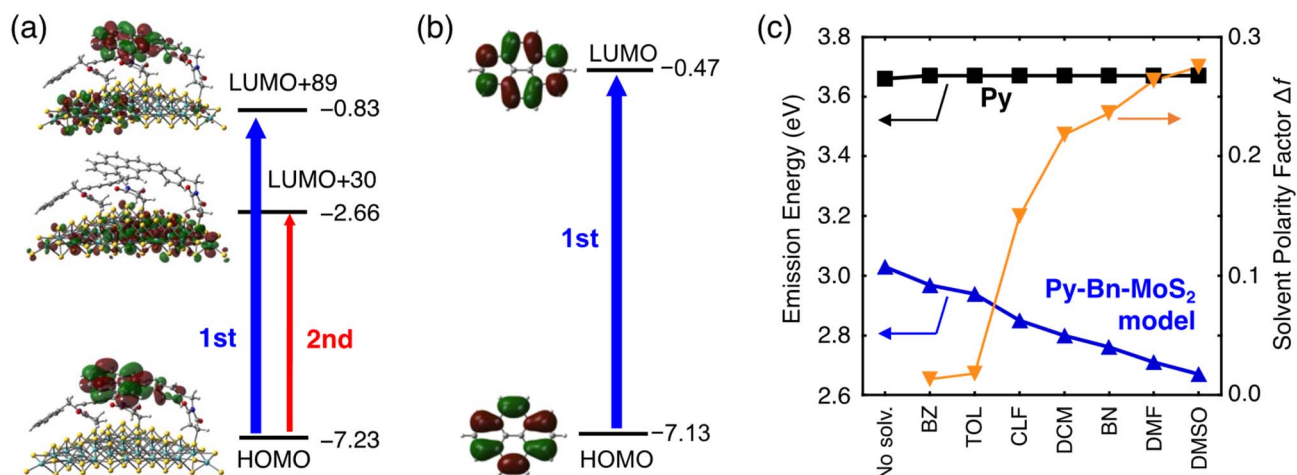 (a)
LUMO+89
−0.83
LUMO+30
−2.66
1st
2nd
−7.23
HOMO
(b)
LUMO
−0.47
1st
−7.13
HOMO
(c)
Emission Energy (eV)
3.8
3.6
3.4
3.2
3.0
2.8
2.6
Py
Py-Bn-MoS₂
model
0.3
0.2
0.1
0.0
Solvent Polarity Factor Δf
No solv.
BZ
TOL
CLF
DCM
BN
DMF
DMSO